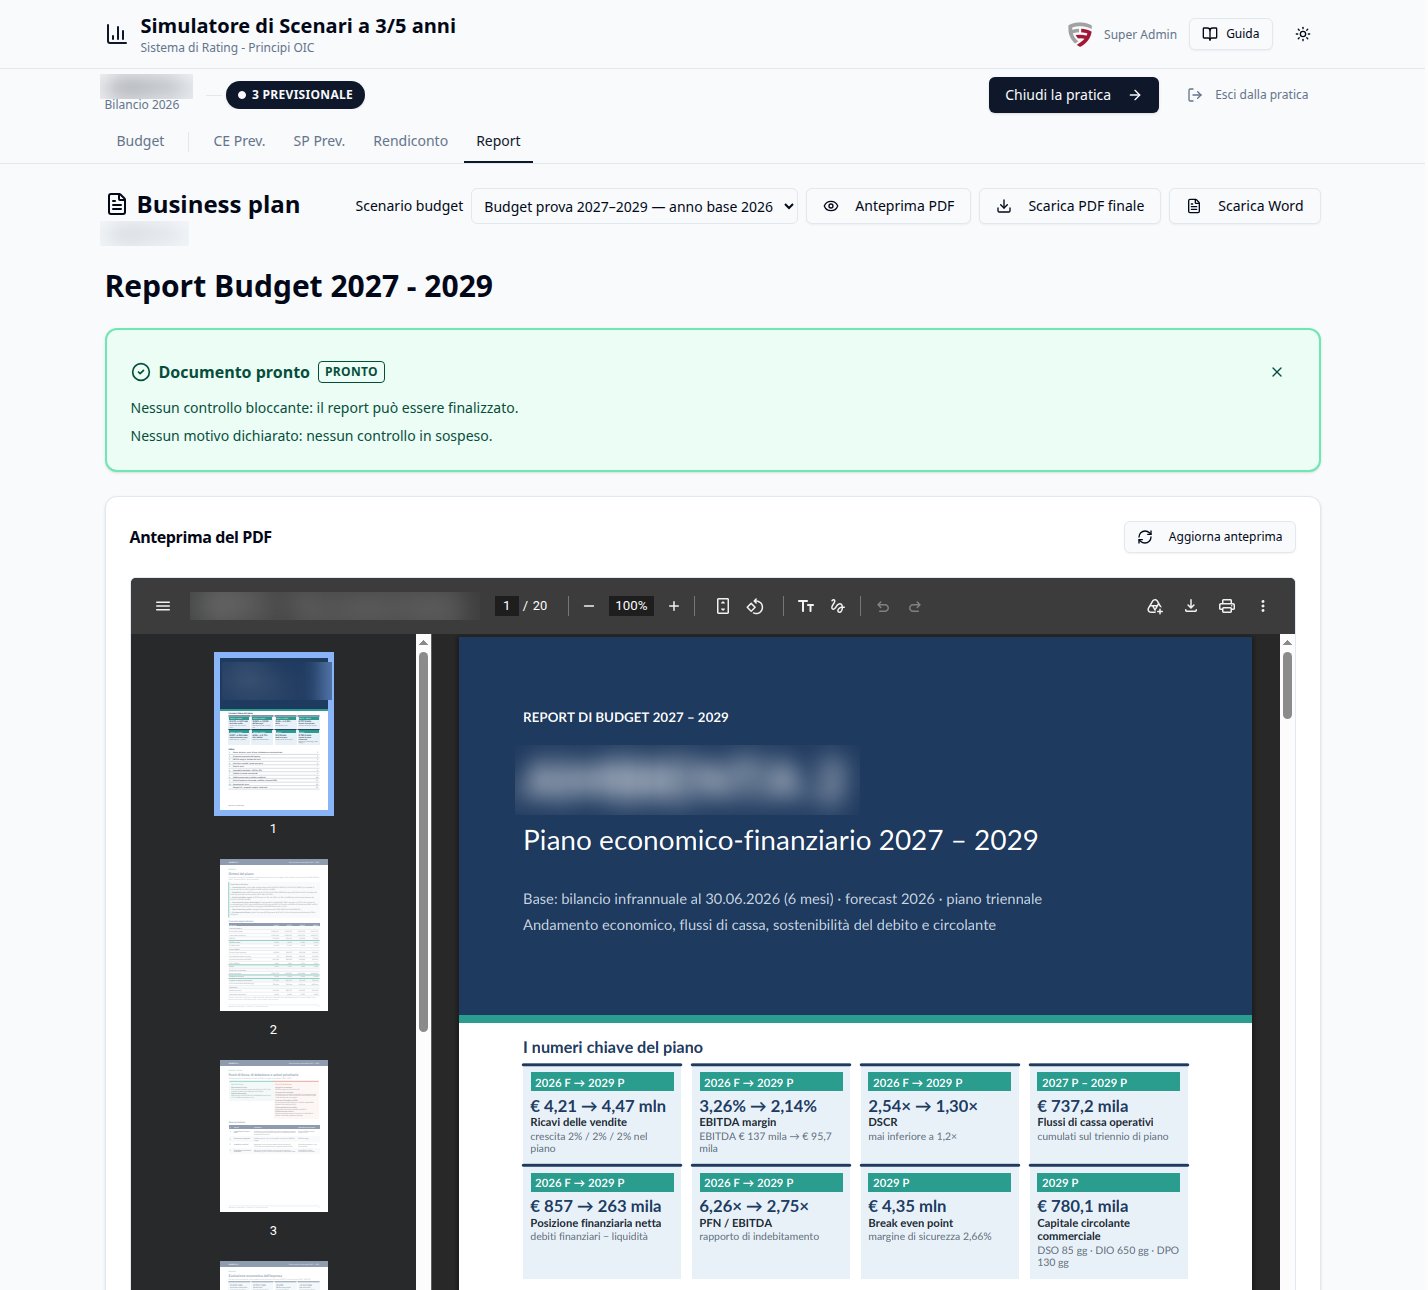 Simulatore di Scenari a 3/5 anni
Sistema di Rating - Principi OIC
Super Admin
Guida
Bilancio 2026
3 PREVISIONALE
Chiudi la pratica
Esci dalla pratica
Budget
CE Prev.
SP Prev.
Rendiconto
Report
Business plan
Scenario budget
Budget prova 2027–2029 — anno base 2026
Anteprima PDF
Scarica PDF finale
Scarica Word
Report Budget 2027 - 2029
Documento pronto
PRONTO
Nessun controllo bloccante: il report può essere finalizzato.
Nessun motivo dichiarato: nessun controllo in sospeso.
Anteprima del PDF
Aggiorna anteprima
1 / 20
100%
1
2
3
REPORT DI BUDGET 2027 – 2029
Piano economico-finanziario 2027 – 2029
Base: bilancio infrannuale al 30.06.2026 (6 mesi) · forecast 2026 · piano triennale
Andamento economico, flussi di cassa, sostenibilità del debito e circolante
I numeri chiave del piano
2026 F → 2029 P
€ 4,21 → 4,47 mln
Ricavi delle vendite
crescita 2% / 2% / 2% nel
piano
2026 F → 2029 P
3,26% → 2,14%
EBITDA margin
EBITDA € 137 mila → € 95,7
mila
2026 F → 2029 P
2,54× → 1,30×
DSCR
mai inferiore a 1,2×
2027 P – 2029 P
€ 737,2 mila
Flussi di cassa operativi
cumulati sul triennio di piano
2026 F → 2029 P
€ 857 → 263 mila
Posizione finanziaria netta
debiti finanziari − liquidità
2026 F → 2029 P
6,26× → 2,75×
PFN / EBITDA
rapporto di indebitamento
2029 P
€ 4,35 mln
Break even point
margine di sicurezza 2,66%
2029 P
€ 780,1 mila
Capitale circolante
commerciale
DSO 85 gg · DIO 650 gg · DPO
130 gg